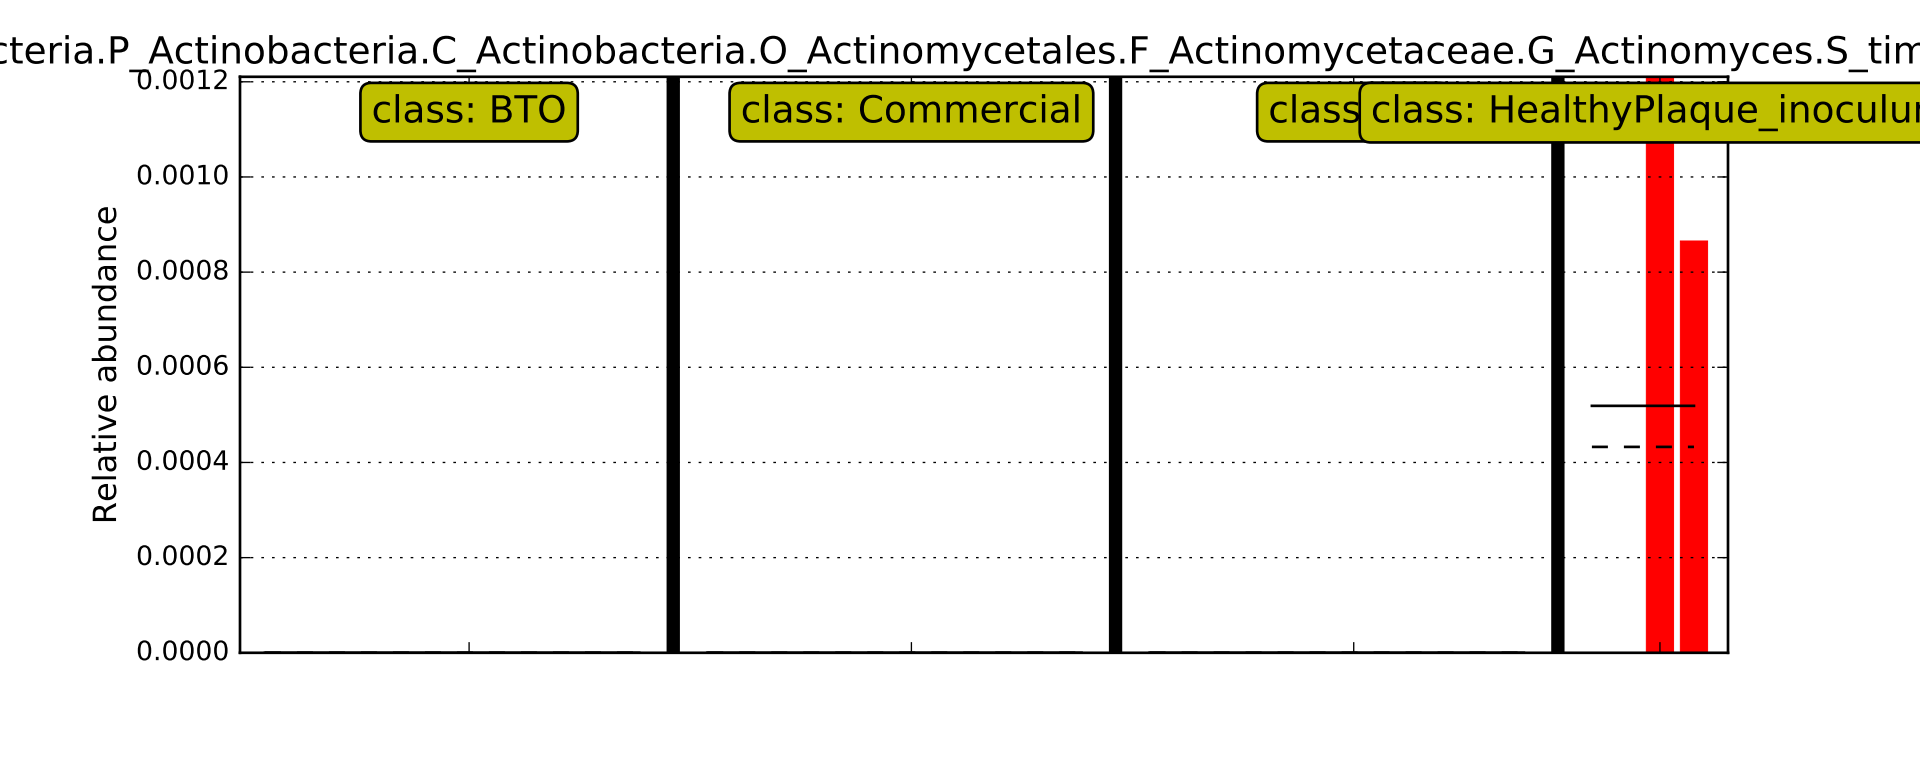 cteria.P_Actinobacteria.C_Actinobacteria.O_Actinomycetales.F_Actinomycetaceae.G_Actinomyces.S_tim
class: BTO
class: Commercial
class
class: HealthyPlaque_inoculu
Relative abundance
0.0012
0.0010
0.0008
0.0006
0.0004
0.0002
0.0000